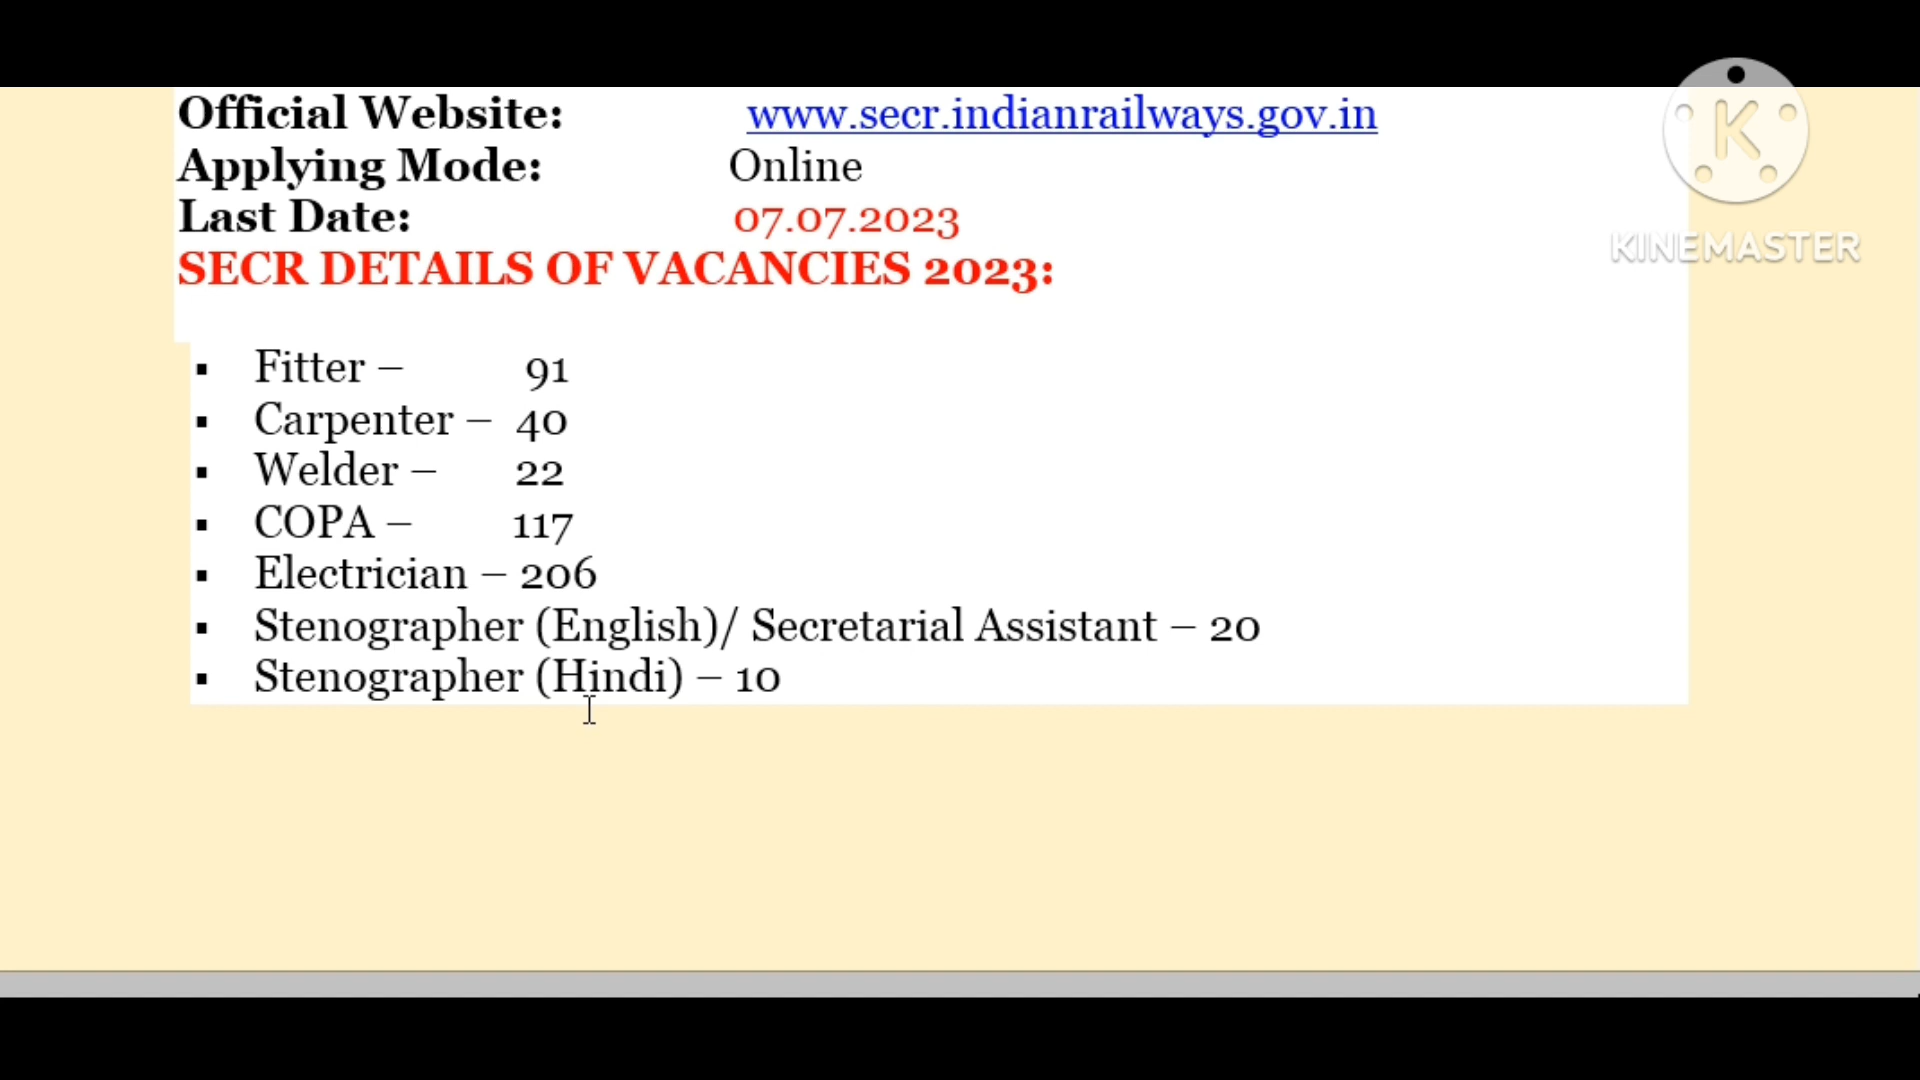 Official Website: www.secr.indianrailways.gov.in
Applying Mode: Online
Last Date: 07.07.2023
SECR DETAILS OF VACANCIES 2023:
▪ Fitter – 91
▪ Carpenter – 40
▪ Welder – 22
▪ COPA – 117
▪ Electrician – 206
▪ Stenographer (English)/ Secretarial Assistant – 20
▪ Stenographer (Hindi) – 10
K
KINEMASTER